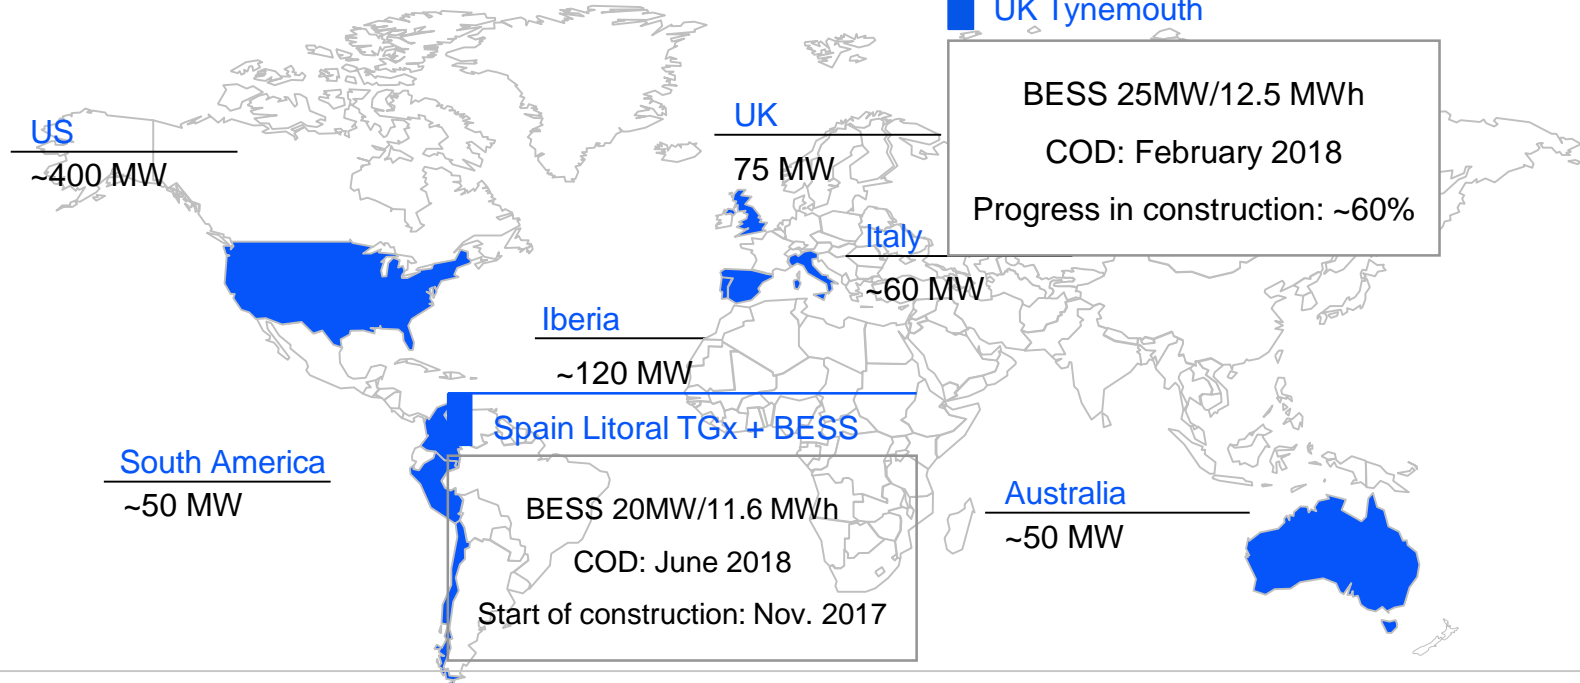 UK Tynemouth
BESS 25MW/12.5 MWh
COD: February 2018
Progress in construction: ~60%
US
~400 MW
UK
75 MW
Italy
~60 MW
Iberia
~120 MW
Spain Litoral TGx + BESS
BESS 20MW/11.6 MWh
COD: June 2018
Start of construction: Nov. 2017
South America
~50 MW
Australia
~50 MW